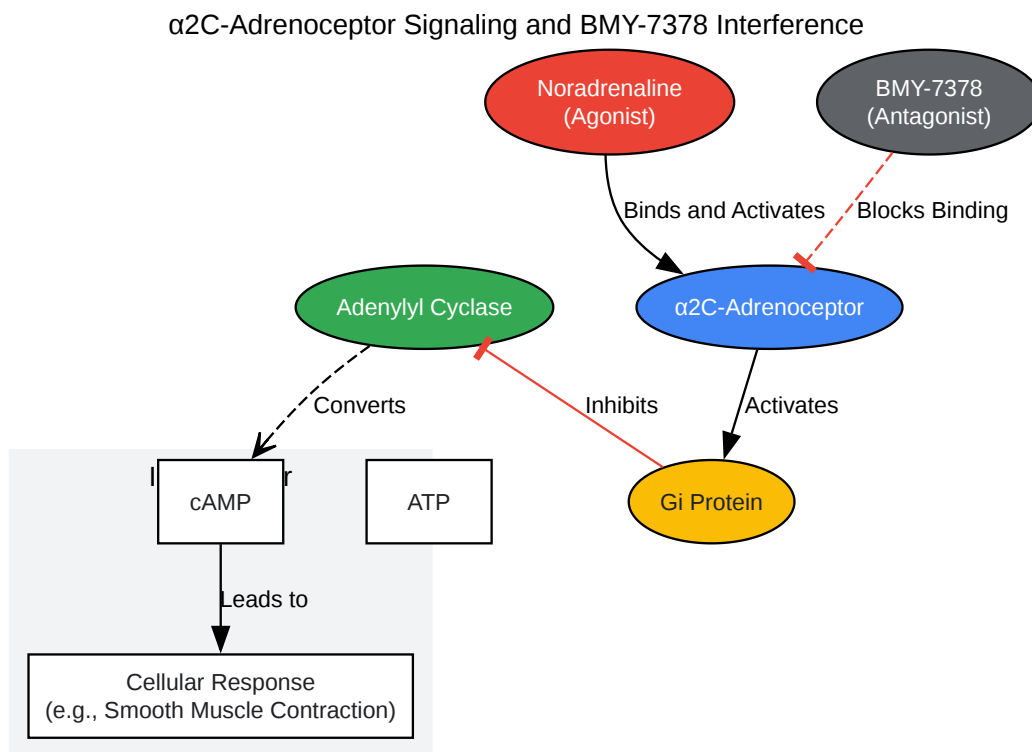 α2C-Adrenoceptor Signaling and BMY-7378 Interference
Noradrenaline
(Agonist)
BMY-7378
(Antagonist)
Binds and Activates
Blocks Binding
Adenylyl Cyclase
α2C-Adrenoceptor
Converts
Inhibits
Activates
cAMP
ATP
Gi Protein
Leads to
Cellular Response
(e.g., Smooth Muscle Contraction)